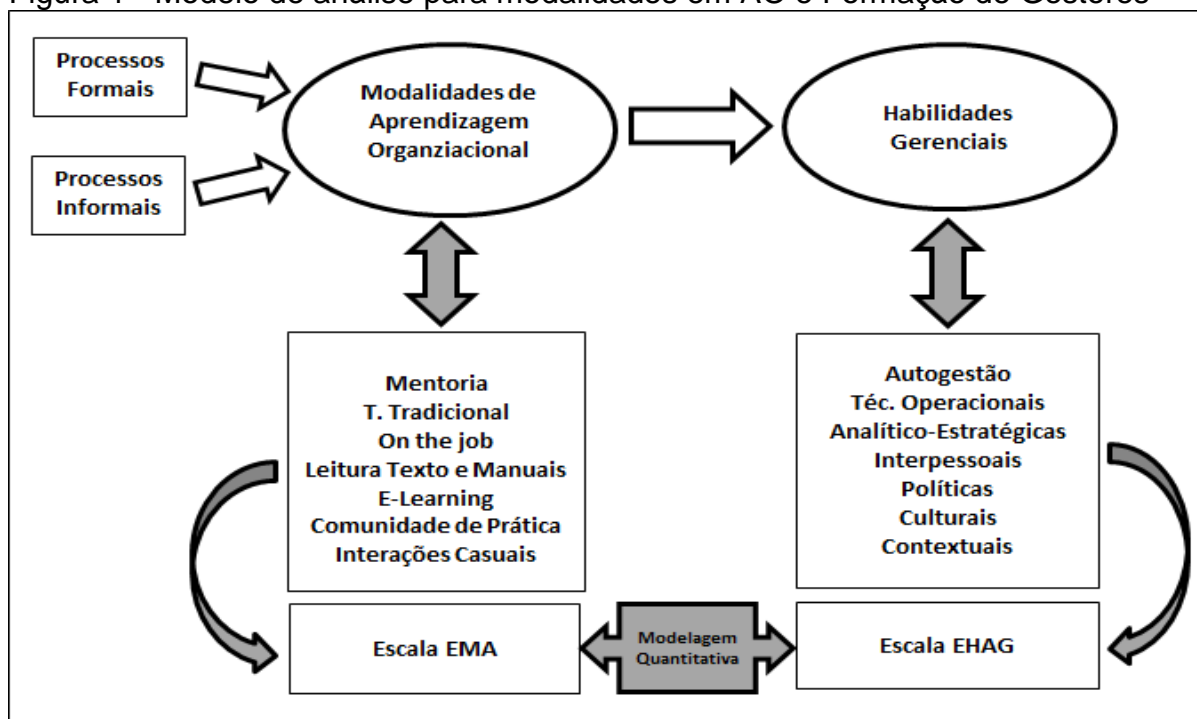 Figura 1 - Modelo de análise para modalidades em AO e Formação de Gestores
Processos
Formais
Processos
Informais
Modalidades de
Aprendizagem
Organziacional
Habilidades
Gerenciais
Mentoria
T. Tradicional
On the job
Leitura Texto e Manuais
E-Learning
Comunidade de Prática
Interações Casuais
Autogestão
Téc. Operacionais
Analítico-Estratégicas
Interpessoais
Políticas
Culturais
Contextuais
Escala EMA
Modelagem
Quantitativa
Escala EHAG